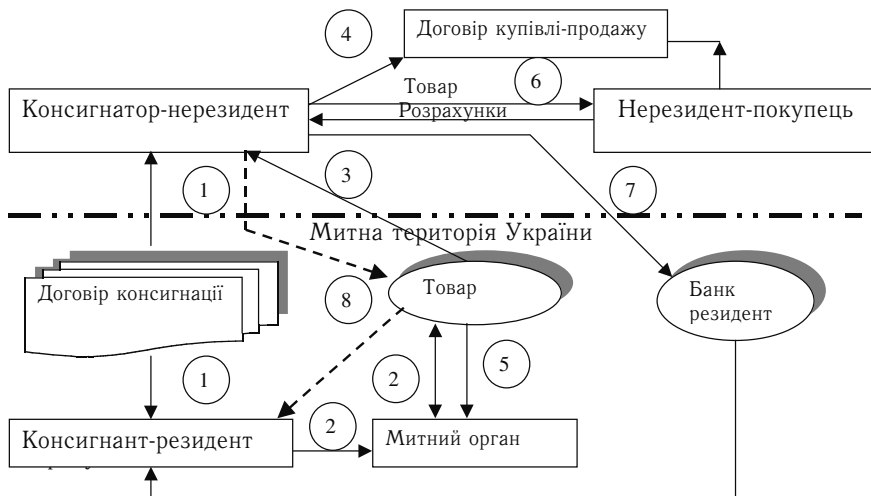 4
Договір купівлі-продажу
6
Товар
Консигнатор-нерезидент
Розрахунки
Нерезидент-покупець
1
3
7
Митна територія України
Договір консигнації
8
Товар
Банк
резидент
1
2
5
Консигнант-резидент
2
Митний орган